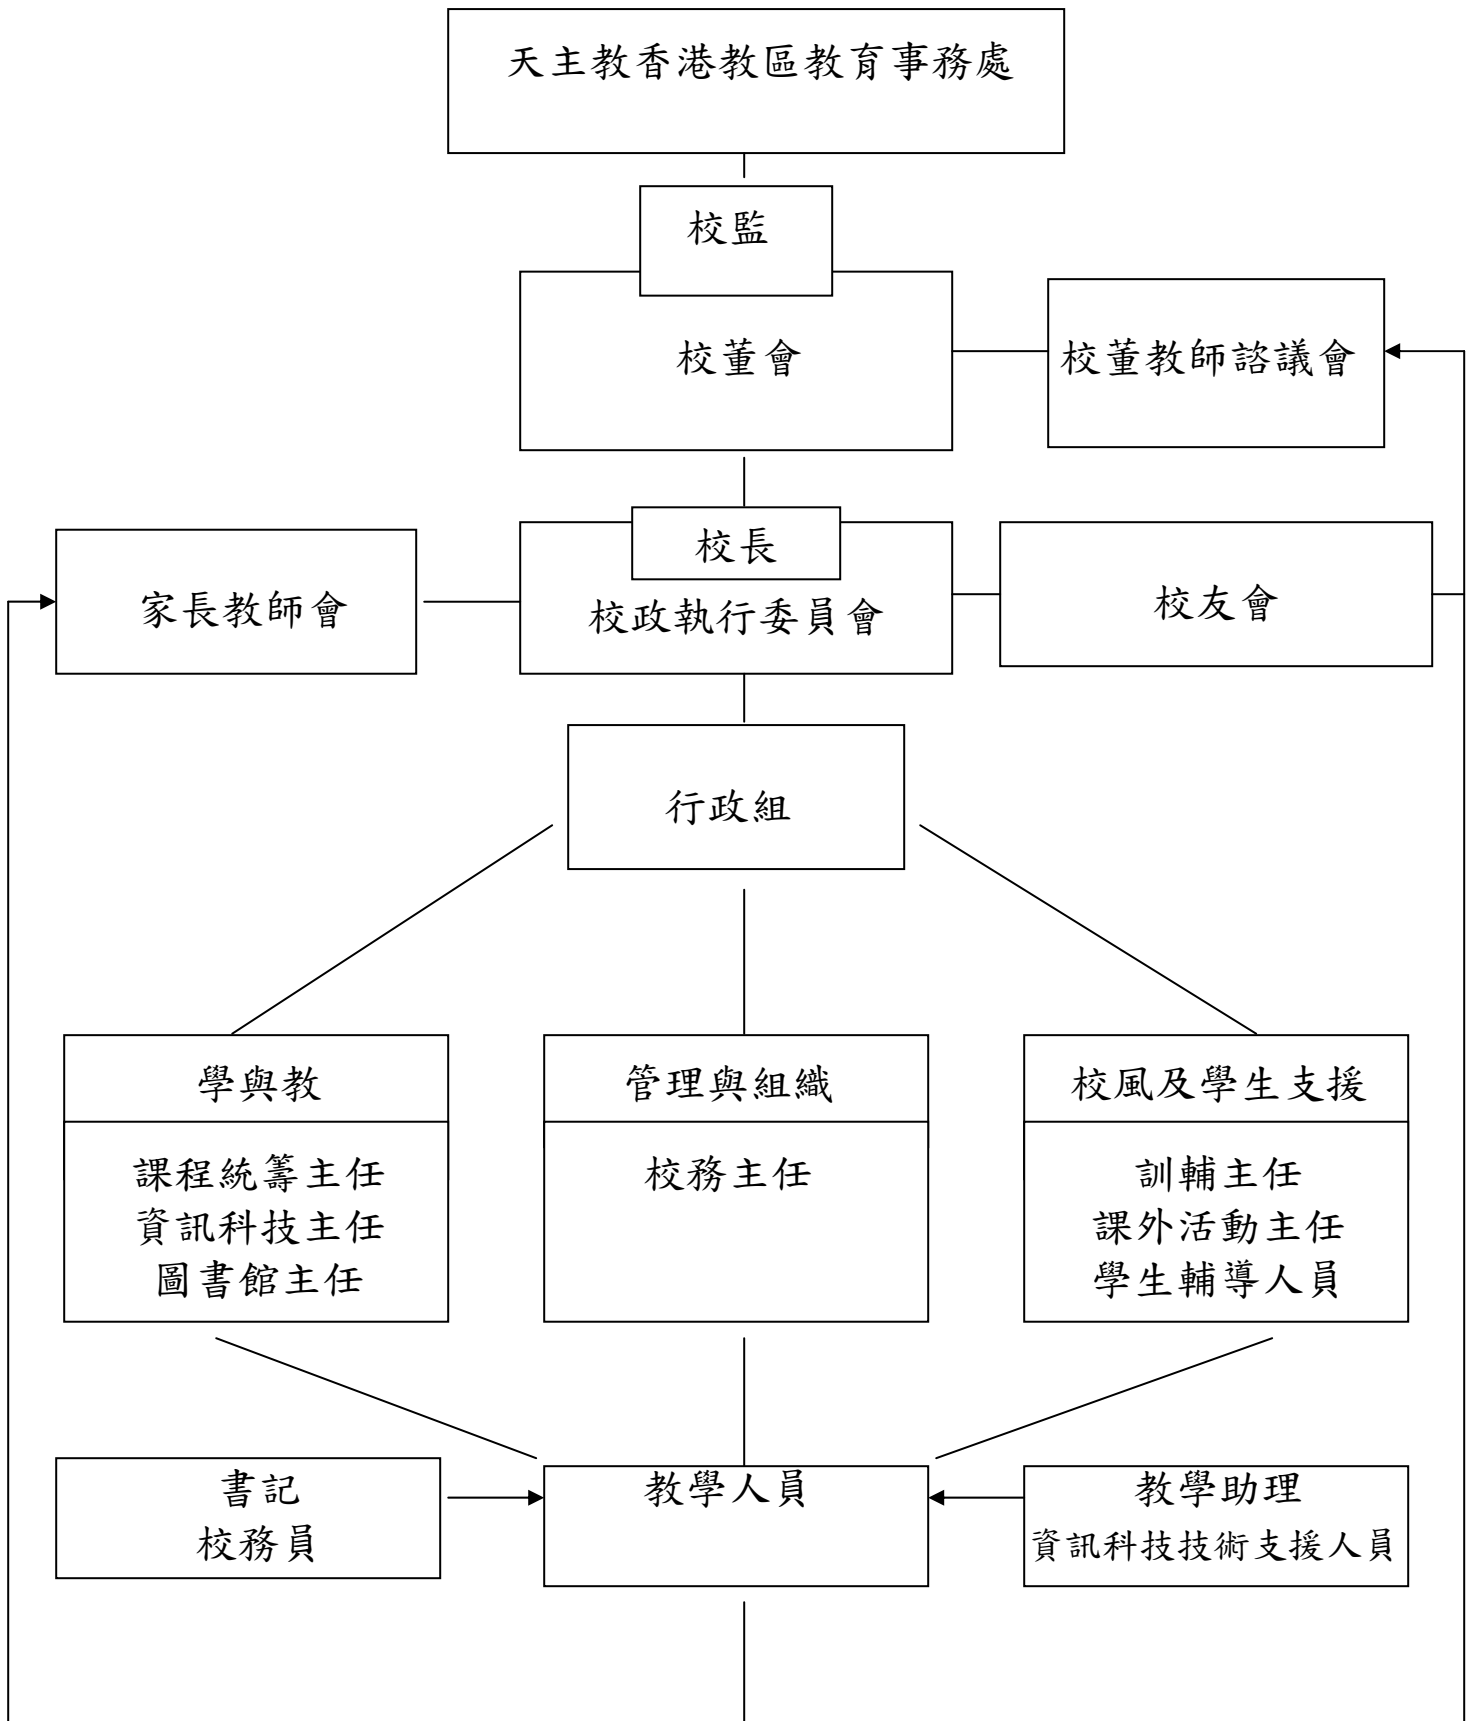 天主教香港教區教育事務處
校監
校董會
校董教師諮議會
校長
家長教師會
校政執行委員會
校友會
行政組
學與教
管理與組織
校風及學生支援
課程統籌主任
資訊科技主任
圖書館主任
校務主任
訓輔主任
課外活動主任
學生輔導人員
書記
校務員
教學人員
教學助理
資訊科技技術支援人員